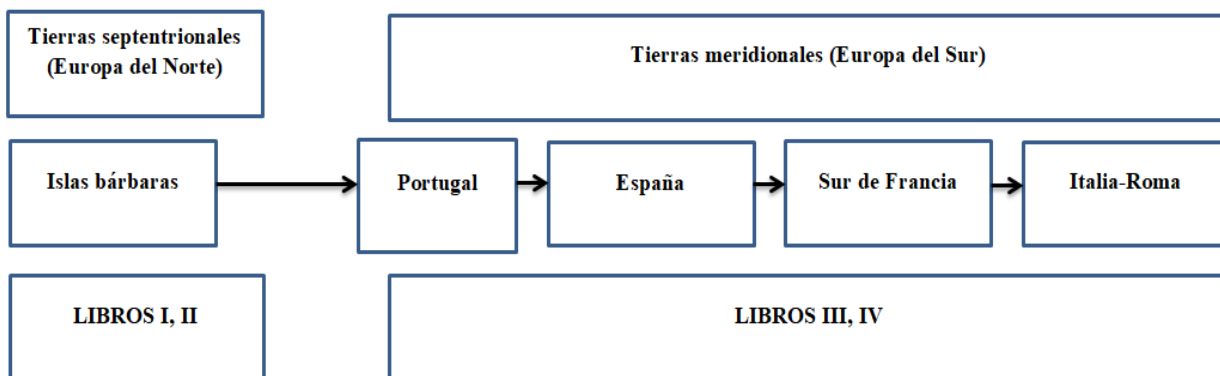 Tierras septentrionales
(Europa del Norte)
Tierras meridionales (Europa del Sur)
Islas bárbaras
Portugal
España
Sur de Francia
Italia-Roma
LIBROS I, II
LIBROS III, IV